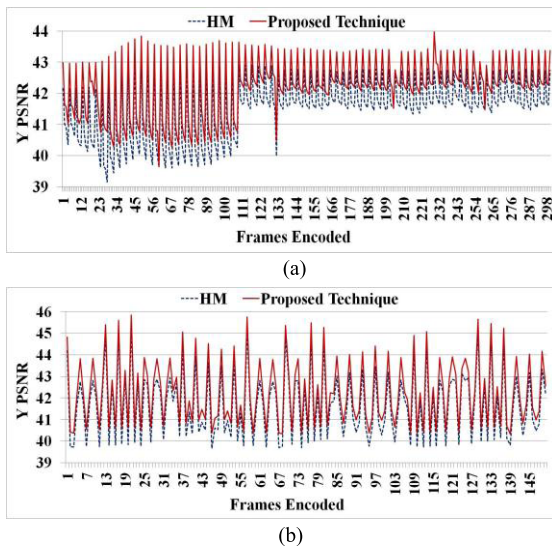 HM Proposed Technique
44
43
42
41
40
39
Y PSNR
1 12 23 34 45 56 67 78 89 100 111 122 133 144 155 166 177 188 199 210 221 232 243 254 265 276 287 298
Frames Encoded
(a)
HM Proposed Technique
46
45
44
43
42
41
40
39
Y PSNR
1 7 13 19 25 31 37 43 49 55 61 67 73 79 85 91 97 103 109 115 121 127 133 139 145
Frames Encoded
(b)